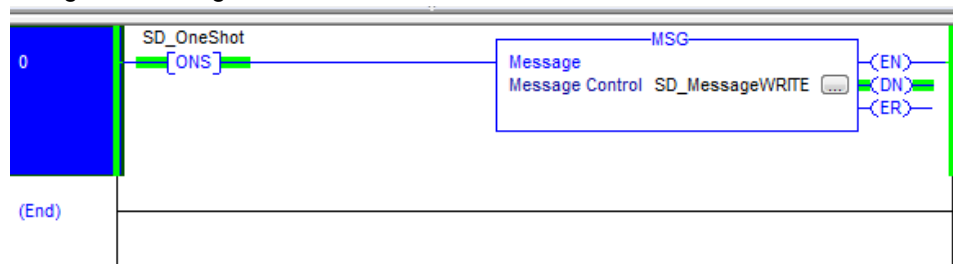 SD_OneShot
MSG
0
[ONS]
Message
(EN)
Message Control SD_MessageWRITE ...
(DN)
(ER)
(End)